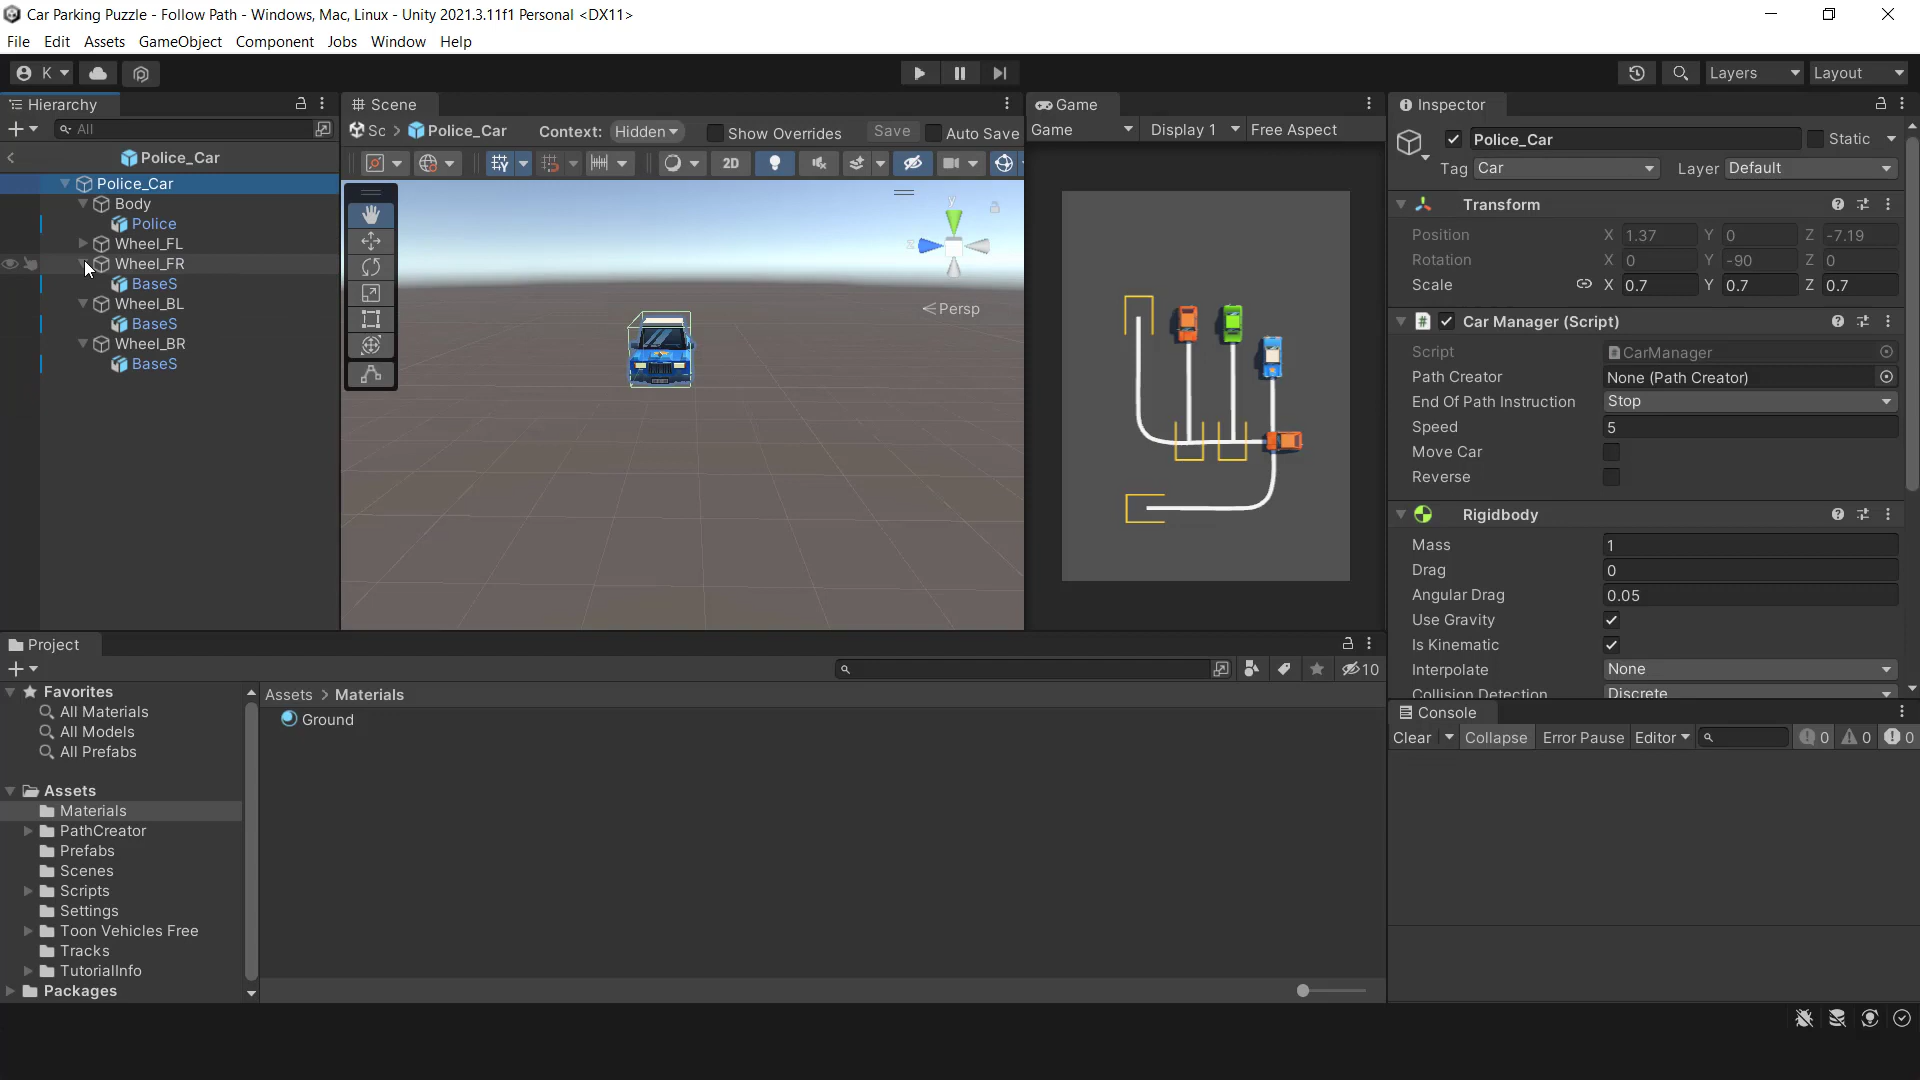 Car Parking Puzzle - Follow Path - Windows, Mac, Linux - Unity 2021.3.11f1 Personal <DX11>
File Edit Assets GameObject Component Jobs Window Help
K Layers Layout
Hierarchy
All
Police_Car
Police_Car
Body
Police
Wheel_FL
Wheel_FR
BaseS
Wheel_BL
BaseS
Wheel_BR
BaseS
Scene
Sc > Police_Car Context: Hidden Show Overrides Save Auto Save
2D
y
z
< Persp
Game
Game Display 1 Free Aspect
Inspector
Police_Car Static
Tag Car Layer Default
Transform
Position X 1.37 Y 0 Z -7.19
Rotation X 0 Y -90 Z 0
Scale X 0.7 Y 0.7 Z 0.7
Car Manager (Script)
Script CarManager
Path Creator None (Path Creator)
End Of Path Instruction Stop
Speed 5
Move Car
Reverse
Rigidbody
Mass 1
Drag 0
Angular Drag 0.05
Use Gravity
Is Kinematic
Interpolate None
Collision Detection Discrete
Project
10
Favorites
All Materials
All Models
All Prefabs
Assets
Materials
PathCreator
Prefabs
Scenes
Scripts
Settings
Toon Vehicles Free
Tracks
TutorialInfo
Packages
Assets > Materials
Ground
Console
Clear Collapse Error Pause Editor 0 0 0